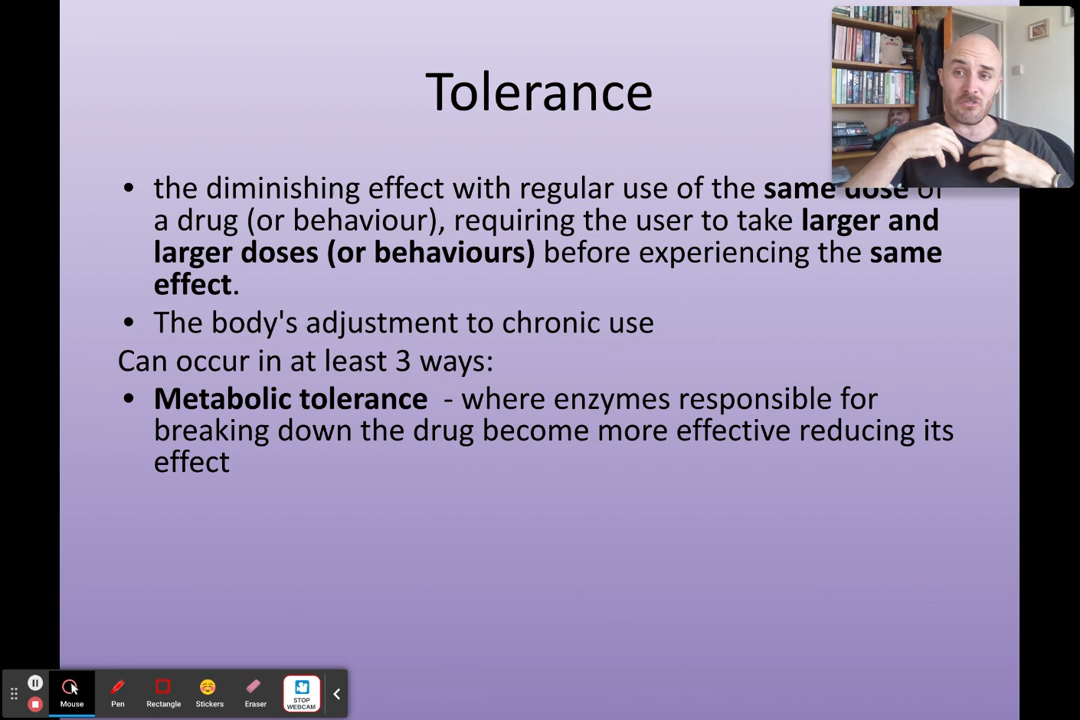 Tolerance
• the diminishing effect with regular use of the same dose of
a drug (or behaviour), requiring the user to take larger and
larger doses (or behaviours) before experiencing the same
effect.
• The body's adjustment to chronic use
Can occur in at least 3 ways:
• Metabolic tolerance - where enzymes responsible for
breaking down the drug become more effective reducing its
effect
Mouse Pen Rectangle Stickers Eraser STOP
WEBCAM